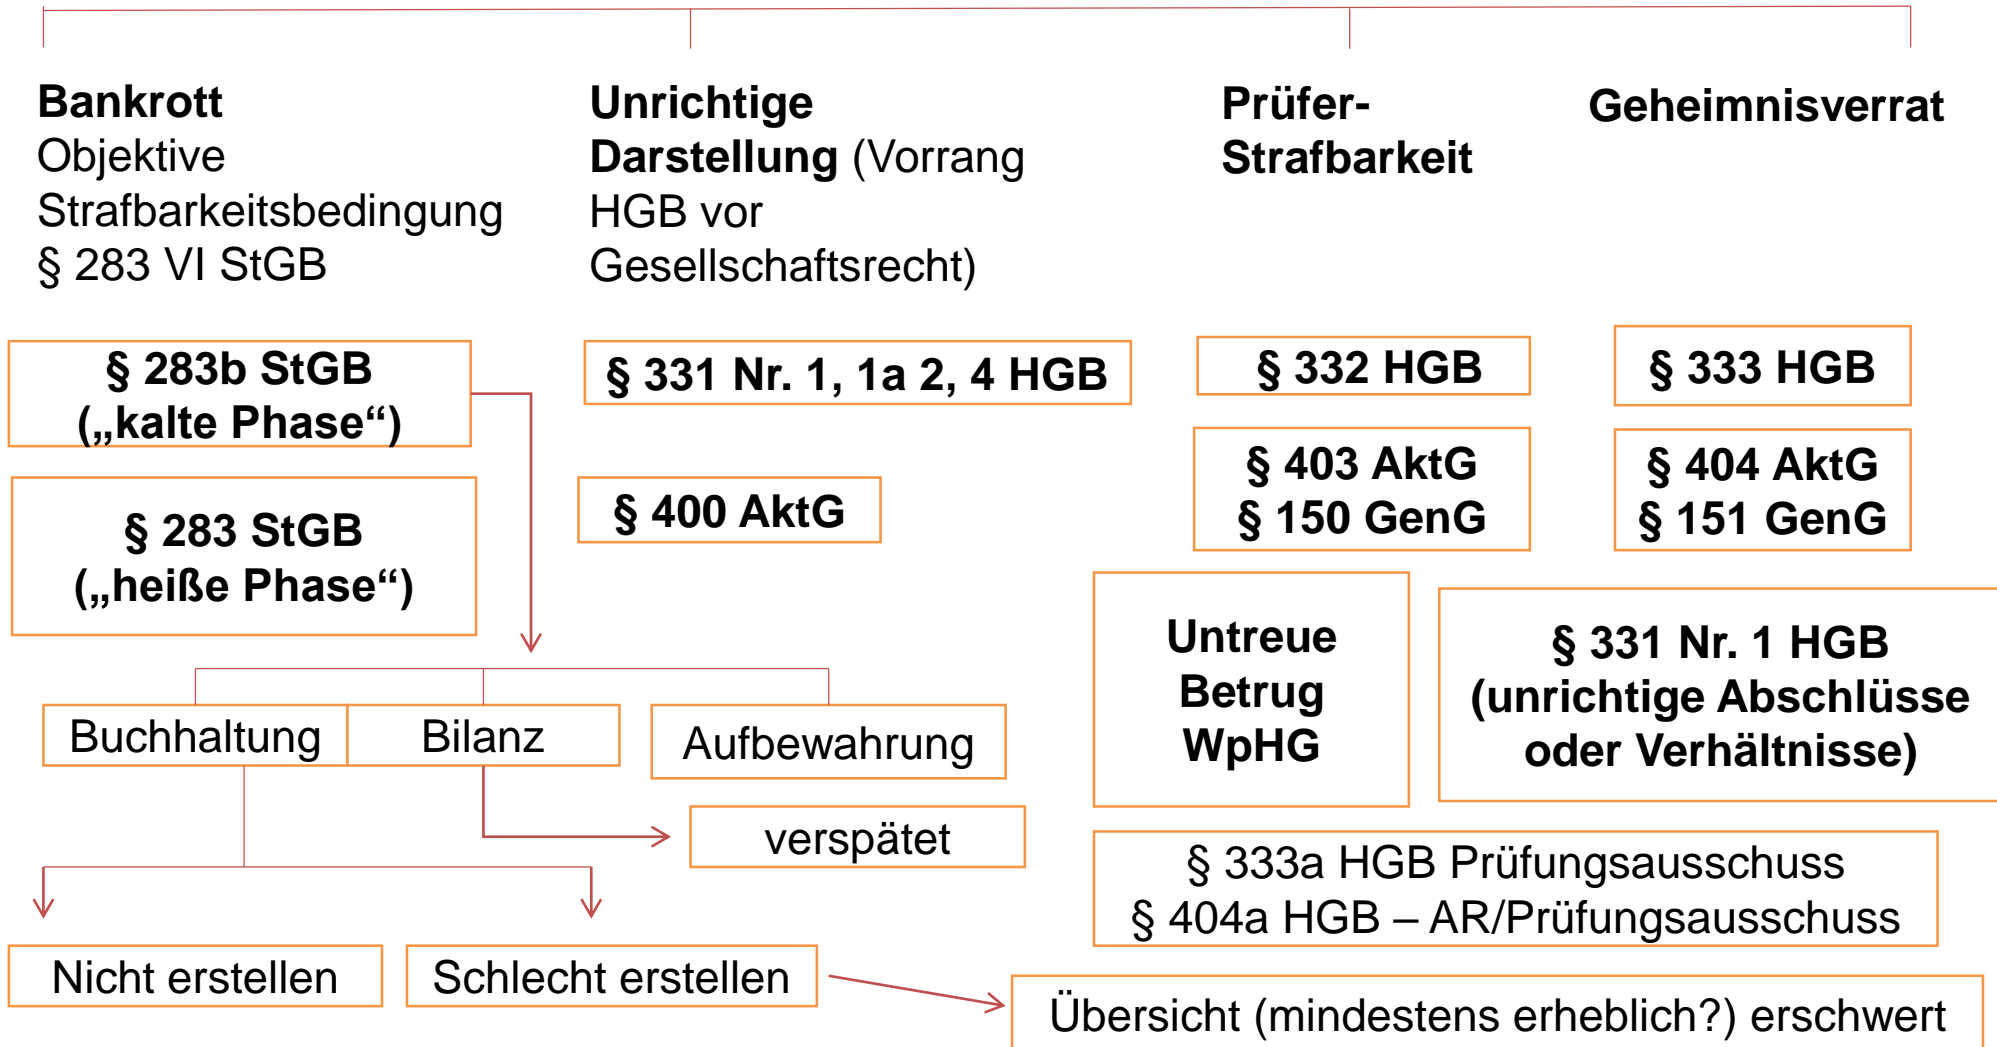 Bankrott
Objektive
Strafbarkeitsbedingung
§ 283 VI StGB
Unrichtige
Darstellung (Vorrang
HGB vor
Gesellschaftsrecht)
Prüfer-
Strafbarkeit
Geheimnisverrat
§ 283b StGB
(„kalte Phase“)
§ 331 Nr. 1, 1a 2, 4 HGB
§ 332 HGB
§ 333 HGB
§ 283 StGB
(„heiße Phase“)
§ 400 AktG
§ 403 AktG
§ 150 GenG
§ 404 AktG
§ 151 GenG
Untreue
Betrug
WpHG
§ 331 Nr. 1 HGB
(unrichtige Abschlüsse
oder Verhältnisse)
Buchhaltung
Bilanz
Aufbewahrung
verspätet
§ 333a HGB Prüfungsausschuss
§ 404a HGB – AR/Prüfungsausschuss
Nicht erstellen
Schlecht erstellen
Übersicht (mindestens erheblich?) erschwert